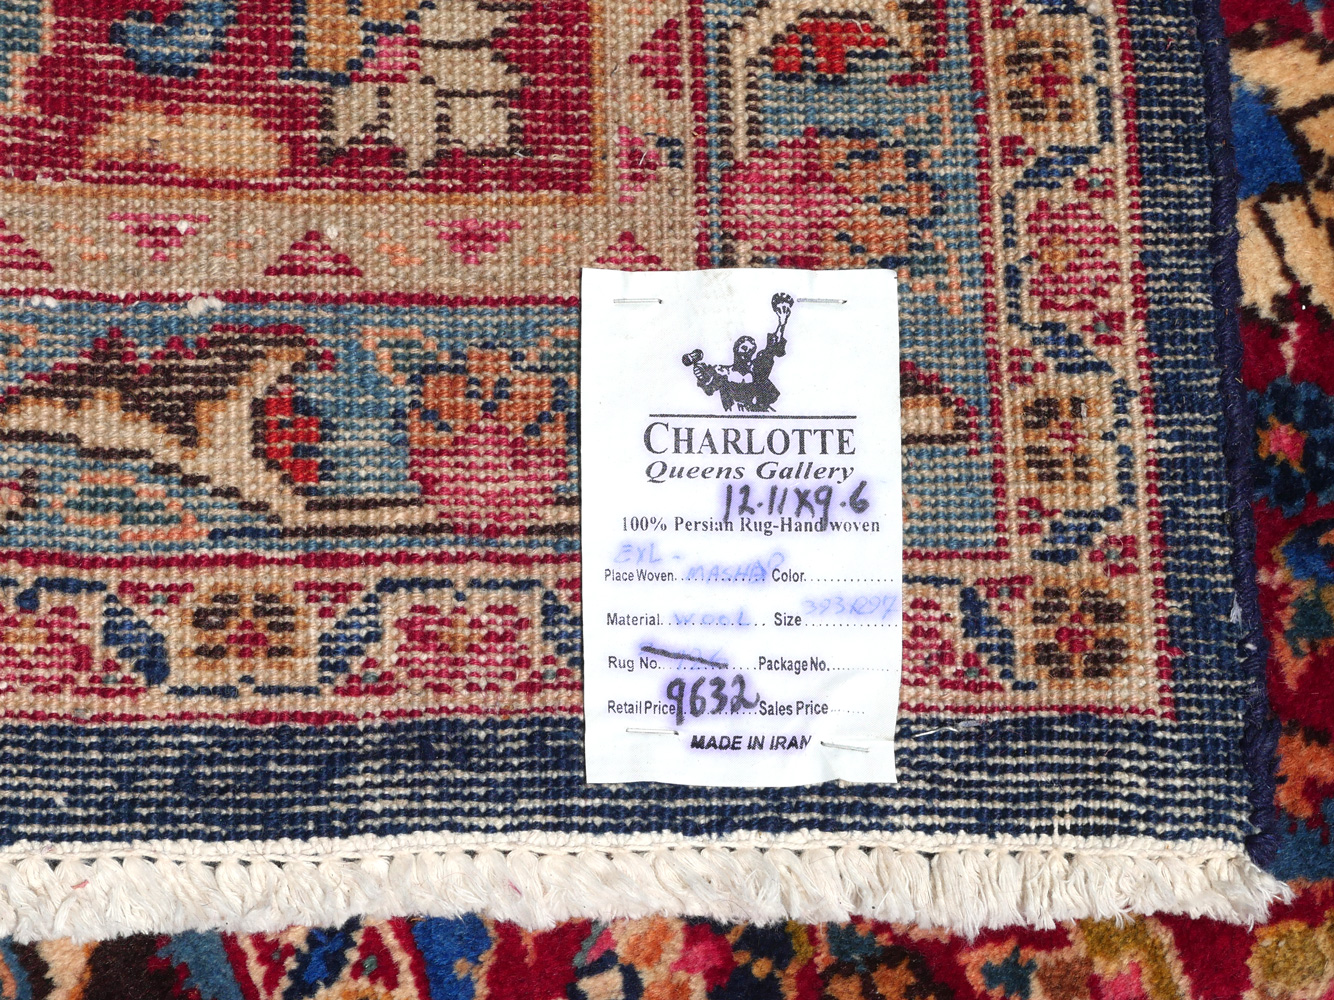 CHARLOTTE
Queens Gallery
12.11x9.6
100% Persian Rug-Hand woven
EXL-
Place Woven..MASHAD Color..............
Material..WOOL.. Size..............
Rug No..............Package No............
Retail Price..9632..Sales Price.......
MADE IN IRAN